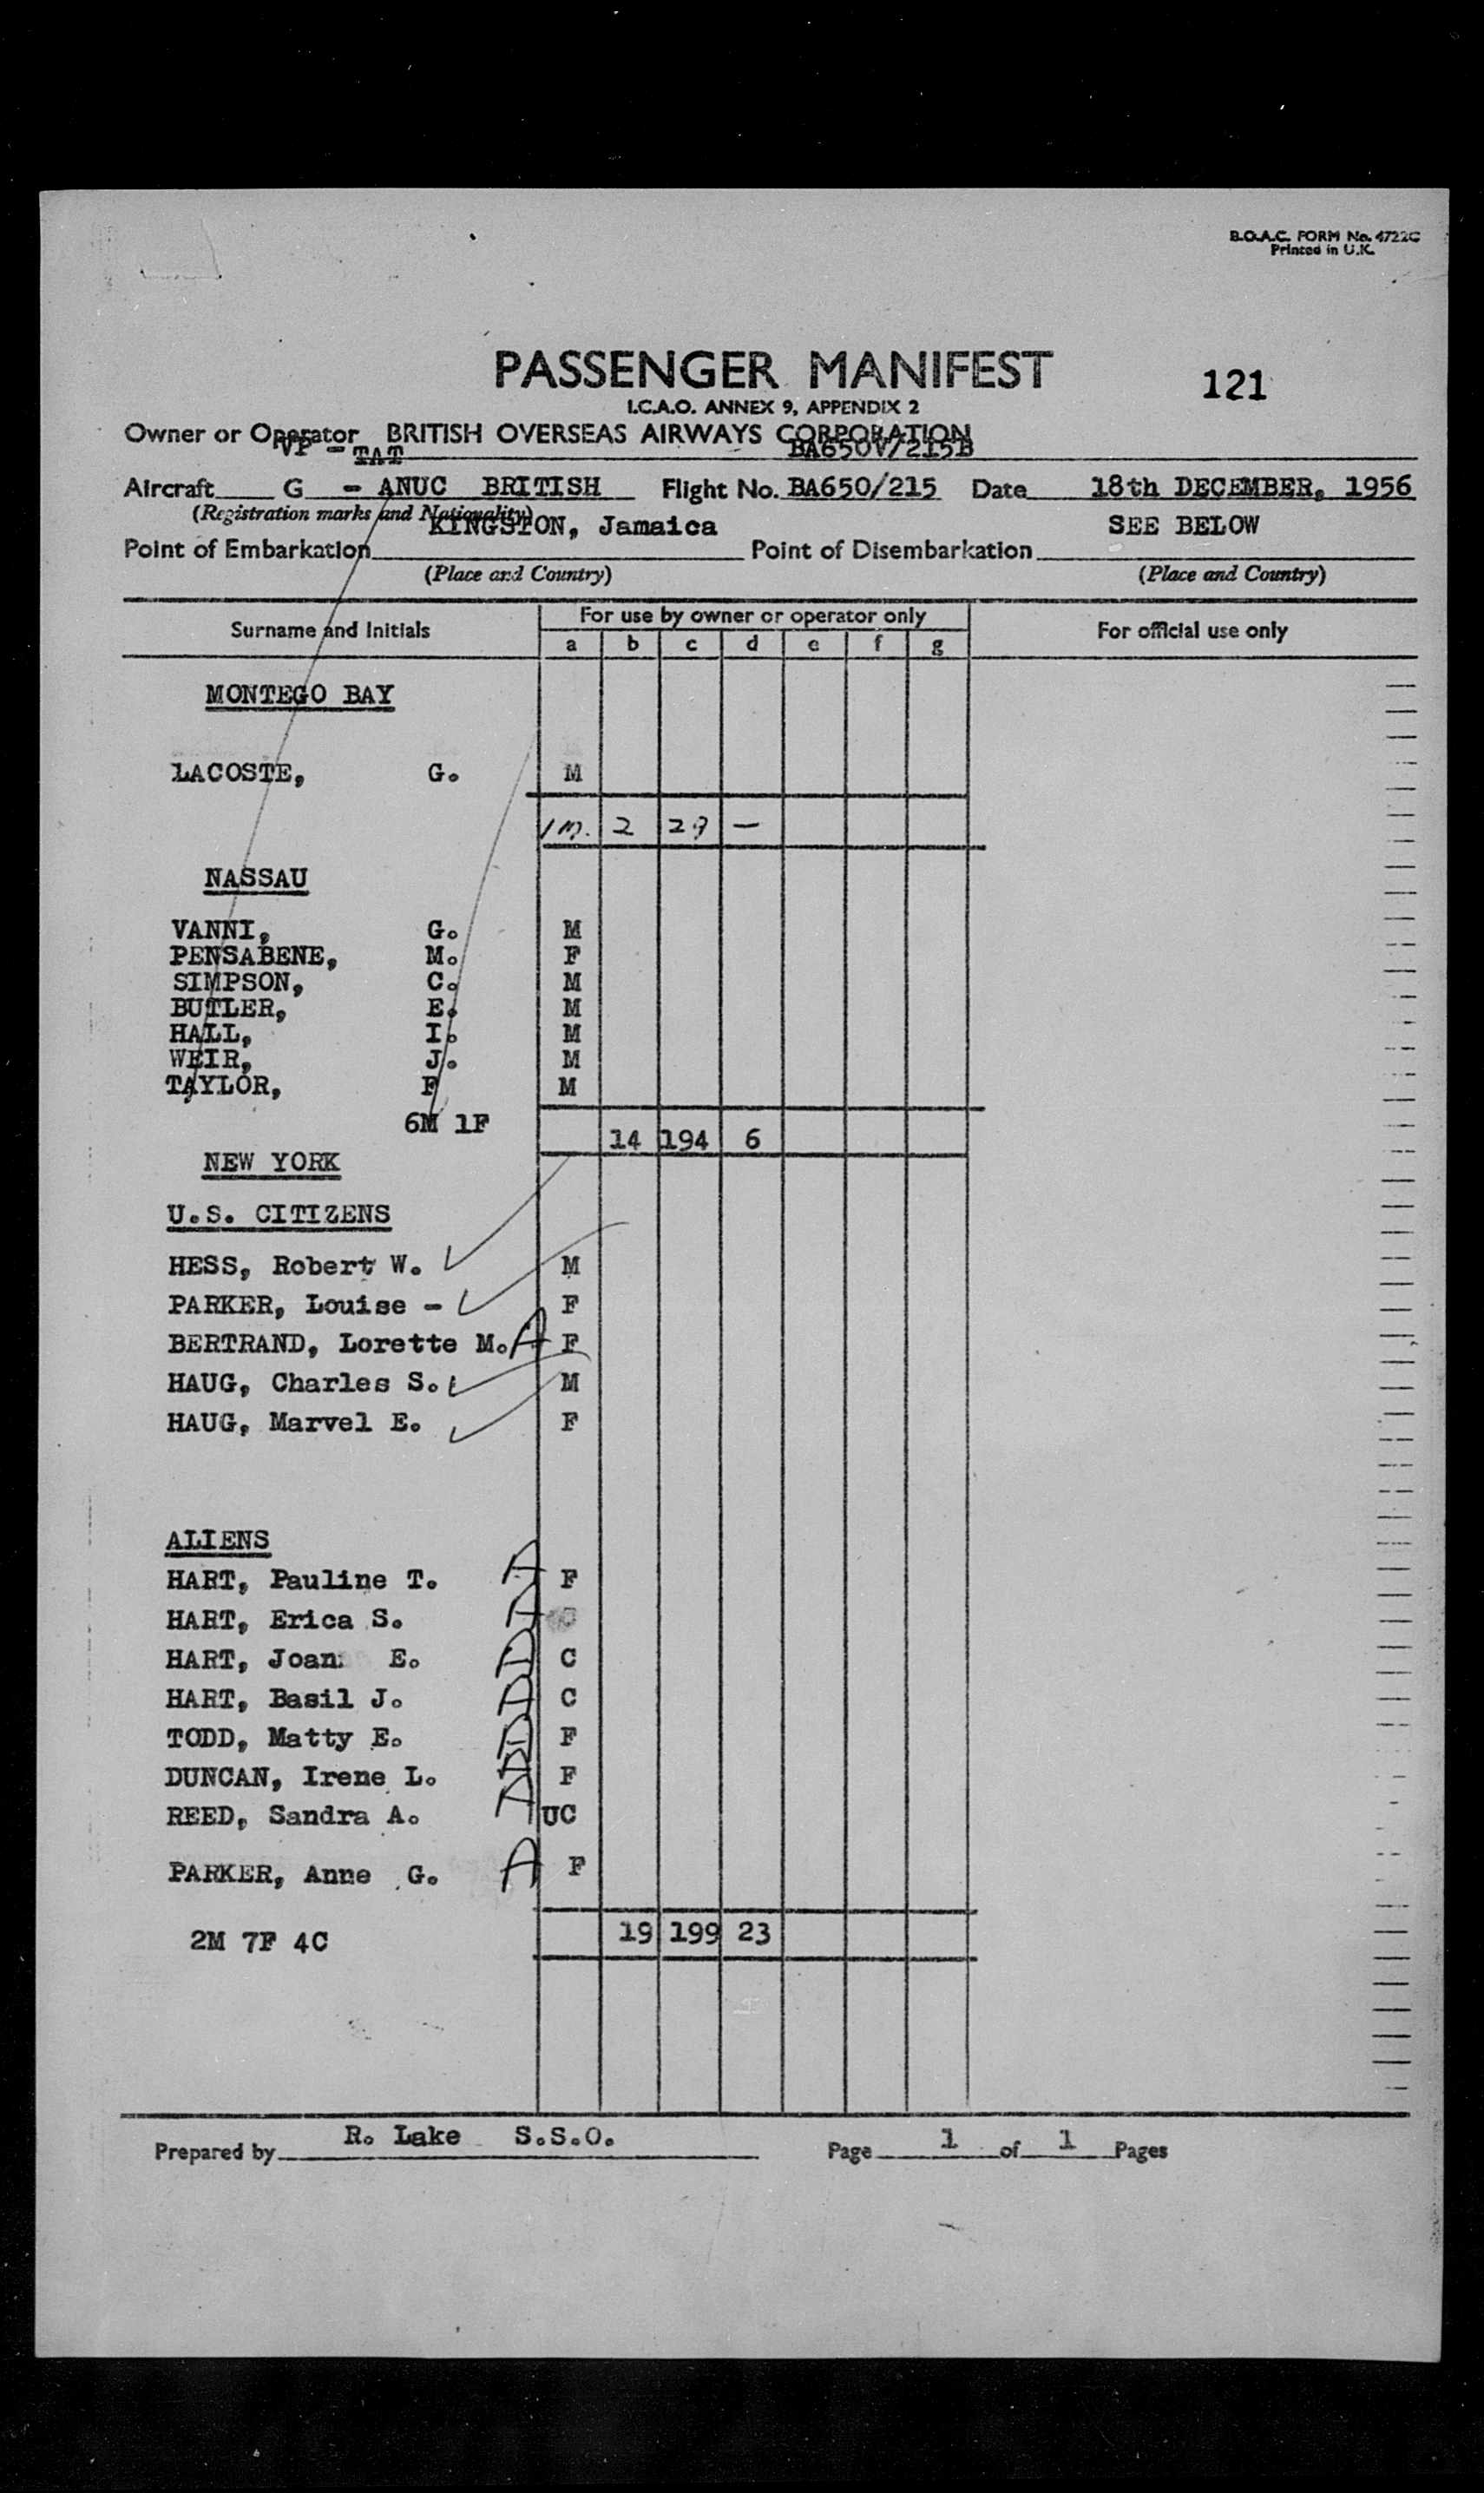 B.O.A.C. FORM No. 4722C
Printed in U.K.
PASSENGER MANIFEST
121
I.C.A.O. ANNEX 9, APPENDIX 2
Owner or Operator BRITISH OVERSEAS AIRWAYS CORPORATION
VP - TAT BA650V/215B
Aircraft G - ANUC BRITISH Flight No. BA650/215 Date 18th DECEMBER, 1956
(Registration marks and Nationality)
KINGSTON, Jamaica SEE BELOW
Point of Embarkation Point of Disembarkation
(Place and Country) (Place and Country)
Surname and Initials For use by owner or operator only For official use only
a b c d e f g
MONTEGO BAY
LACOSTE, G. M
1M. 2 29 —
NASSAU
VANNI, G. M
PENSABENE, M. F
SIMPSON, C. M
BUTLER, E. M
HALL, I. M
WEIR, J. M
TAYLOR, F M
6M 1F
14 194 6
NEW YORK
U.S. CITIZENS
HESS, Robert W. M
PARKER, Louise - F
BERTRAND, Lorette M. A F
HAUG, Charles S. M
HAUG, Marvel E. F
ALIENS
HART, Pauline T. F
HART, Erica S.
HART, Joan E. C
HART, Basil J. C
TODD, Matty E. F
DUNCAN, Irene L. F
REED, Sandra A. UC
PARKER, Anne G. A F
2M 7F 4C 19 199 23
Prepared by R. Lake S.S.O. Page 1 of 1 Pages